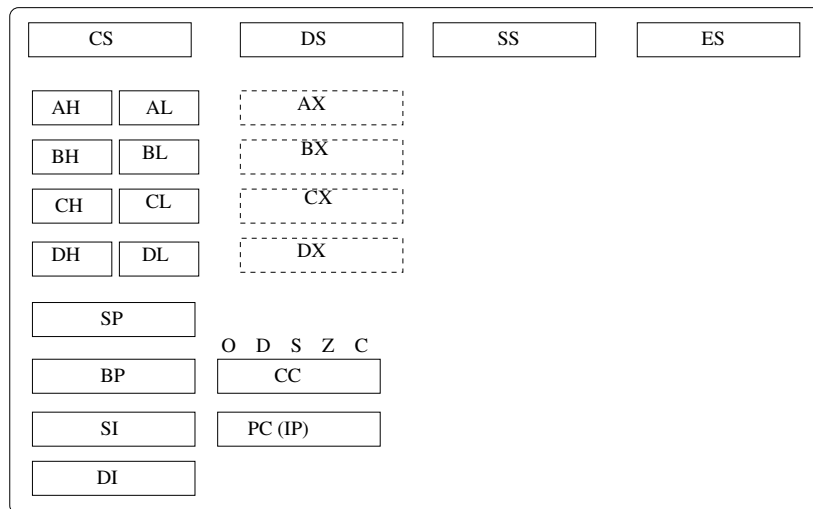 CS DS SS ES
AH AL AX
BH BL BX
CH CL CX
DH DL DX
SP
O D S Z C
BP CC
SI PC (IP)
DI